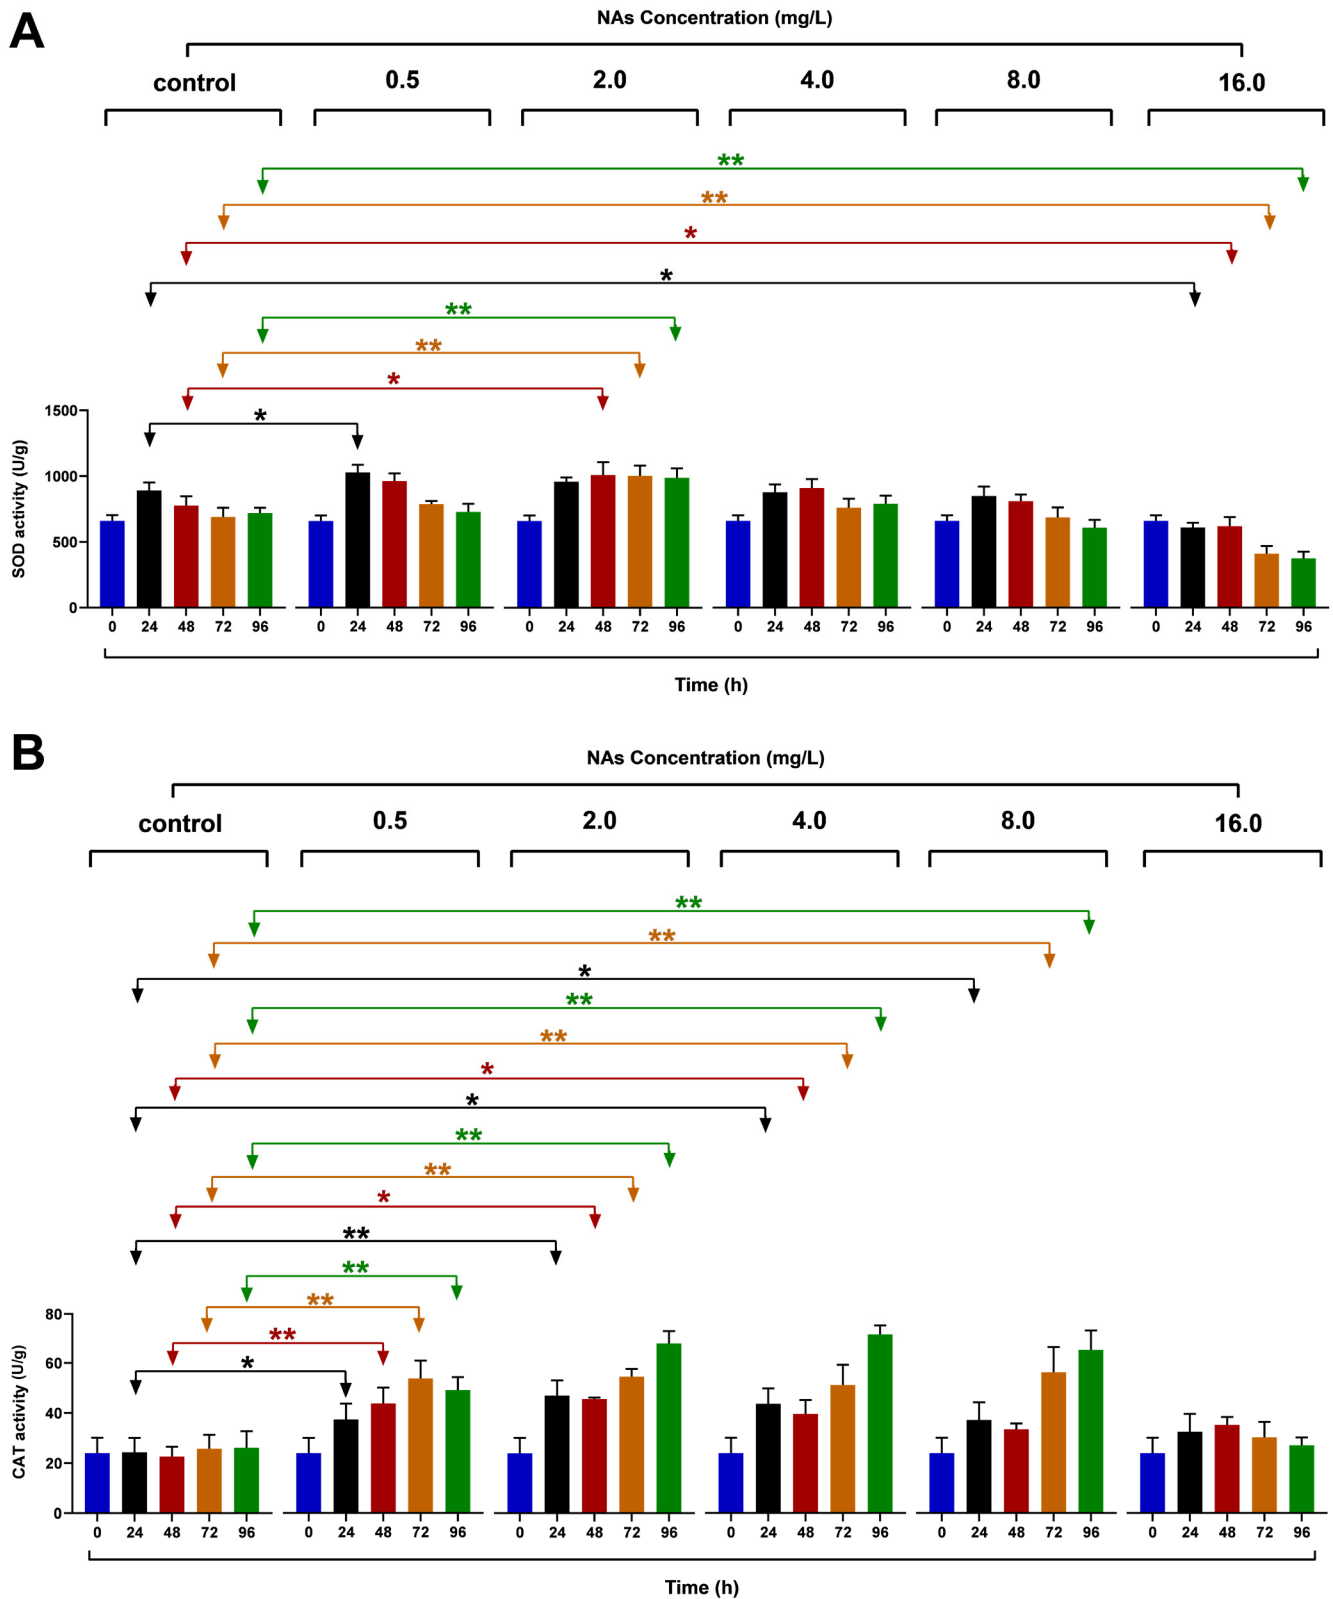 A
NAs Concentration (mg/L)
control 0.5 2.0 4.0 8.0 16.0
**
**
*
*
**
**
*
*
SOD activity (U/g)
1500
1000
500
0
0 24 48 72 96 0 24 48 72 96 0 24 48 72 96 0 24 48 72 96 0 24 48 72 96 0 24 48 72 96
Time (h)
B
NAs Concentration (mg/L)
control 0.5 2.0 4.0 8.0 16.0
**
**
*
**
**
*
*
**
**
*
**
**
**
**
*
CAT activity (U/g)
80
60
40
20
0
0 24 48 72 96 0 24 48 72 96 0 24 48 72 96 0 24 48 72 96 0 24 48 72 96 0 24 48 72 96
Time (h)